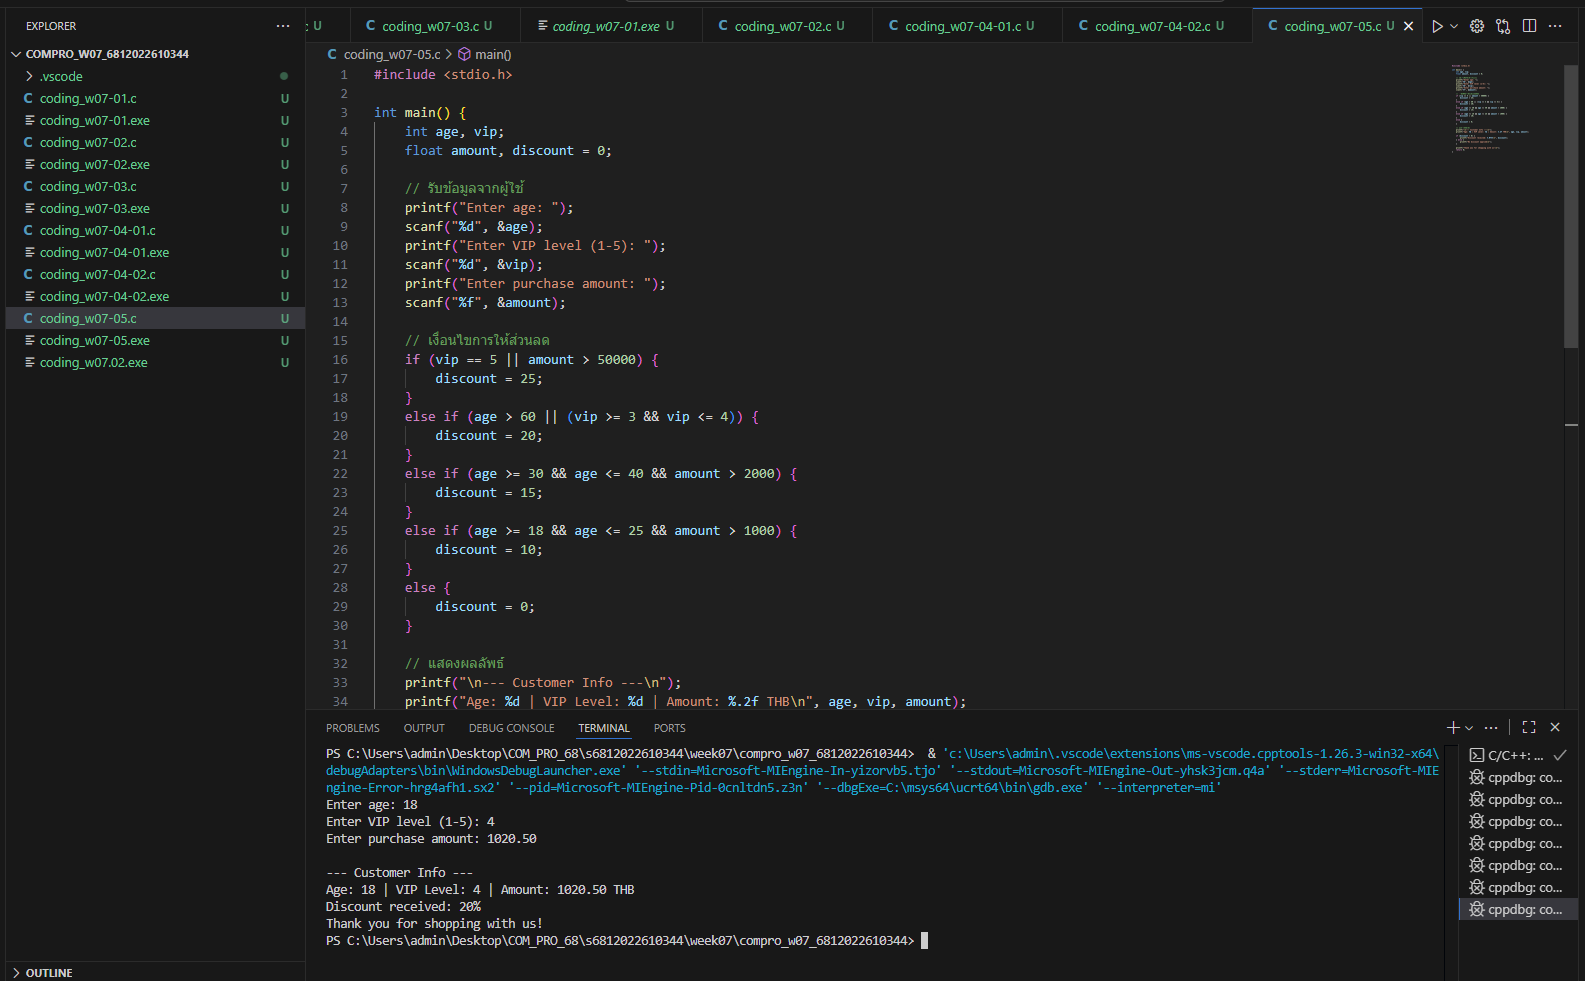 EXPLORER ···
COMPRO_W07_6812022610344
.vscode
C coding_w07-01.c U
coding_w07-01.exe U
C coding_w07-02.c U
coding_w07-02.exe U
C coding_w07-03.c U
coding_w07-03.exe U
C coding_w07-04-01.c U
coding_w07-04-01.exe U
C coding_w07-04-02.c U
coding_w07-04-02.exe U
C coding_w07-05.c U
coding_w07-05.exe U
coding_w07.02.exe U
OUTLINE
U C coding_w07-03.c U coding_w07-01.exe U C coding_w07-02.c U C coding_w07-04-01.c U C coding_w07-04-02.c U C coding_w07-05.c U
C coding_w07-05.c > main()
1 #include <stdio.h>
2
3 int main() {
4 int age, vip;
5 float amount, discount = 0;
6
7 // รับข้อมูลจากผู้ใช้
8 printf("Enter age: ");
9 scanf("%d", &age);
10 printf("Enter VIP level (1-5): ");
11 scanf("%d", &vip);
12 printf("Enter purchase amount: ");
13 scanf("%f", &amount);
14
15 // เงื่อนไขการให้ส่วนลด
16 if (vip == 5 || amount > 50000) {
17 discount = 25;
18 }
19 else if (age > 60 || (vip >= 3 && vip <= 4)) {
20 discount = 20;
21 }
22 else if (age >= 30 && age <= 40 && amount > 2000) {
23 discount = 15;
24 }
25 else if (age >= 18 && age <= 25 && amount > 1000) {
26 discount = 10;
27 }
28 else {
29 discount = 0;
30 }
31
32 // แสดงผลลัพธ์
33 printf("\n--- Customer Info ---\n");
34 printf("Age: %d | VIP Level: %d | Amount: %.2f THB\n", age, vip, amount);
PROBLEMS OUTPUT DEBUG CONSOLE TERMINAL PORTS
PS C:\Users\admin\Desktop\COM_PRO_68\s6812022610344\week07\compro_w07_6812022610344> & 'c:\Users\admin\.vscode\extensions\ms-vscode.cpptools-1.26.3-win32-x64\
debugAdapters\bin\WindowsDebugLauncher.exe' '--stdin=Microsoft-MIEngine-In-yizorvb5.tjo' '--stdout=Microsoft-MIEngine-Out-yhsk3jcm.q4a' '--stderr=Microsoft-MIE
ngine-Error-hrg4afh1.sx2' '--pid=Microsoft-MIEngine-Pid-0cnltdn5.z3n' '--dbgExe=C:\msys64\ucrt64\bin\gdb.exe' '--interpreter=mi'
Enter age: 18
Enter VIP level (1-5): 4
Enter purchase amount: 1020.50
--- Customer Info ---
Age: 18 | VIP Level: 4 | Amount: 1020.50 THB
Discount received: 20%
Thank you for shopping with us!
PS C:\Users\admin\Desktop\COM_PRO_68\s6812022610344\week07\compro_w07_6812022610344>
C/C++: ...
cppdbg: co...
cppdbg: co...
cppdbg: co...
cppdbg: co...
cppdbg: co...
cppdbg: co...
cppdbg: co...